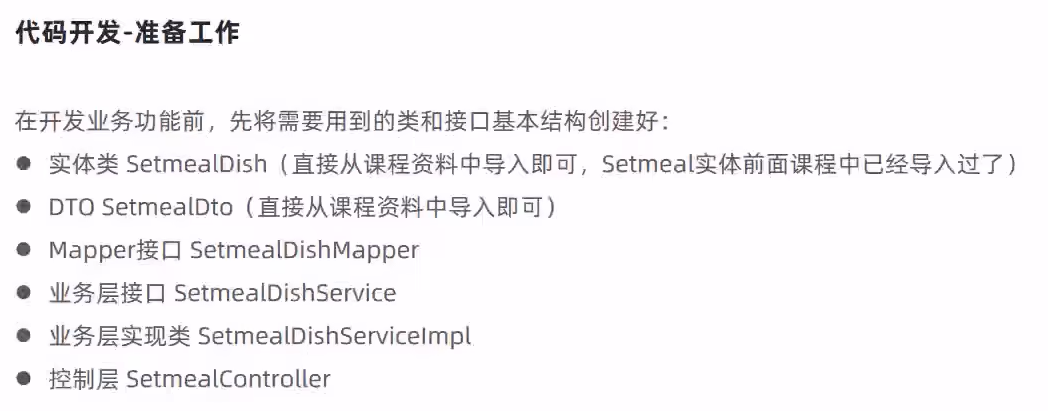 代码开发-准备工作
在开发业务功能前，先将需要用到的类和接口基本结构创建好：
● 实体类 SetmealDish（直接从课程资料中导入即可，Setmeal实体前面课程中已经导入过了）
● DTO SetmealDto（直接从课程资料中导入即可）
● Mapper接口 SetmealDishMapper
● 业务层接口 SetmealDishService
● 业务层实现类 SetmealDishServiceImpl
● 控制层 SetmealController